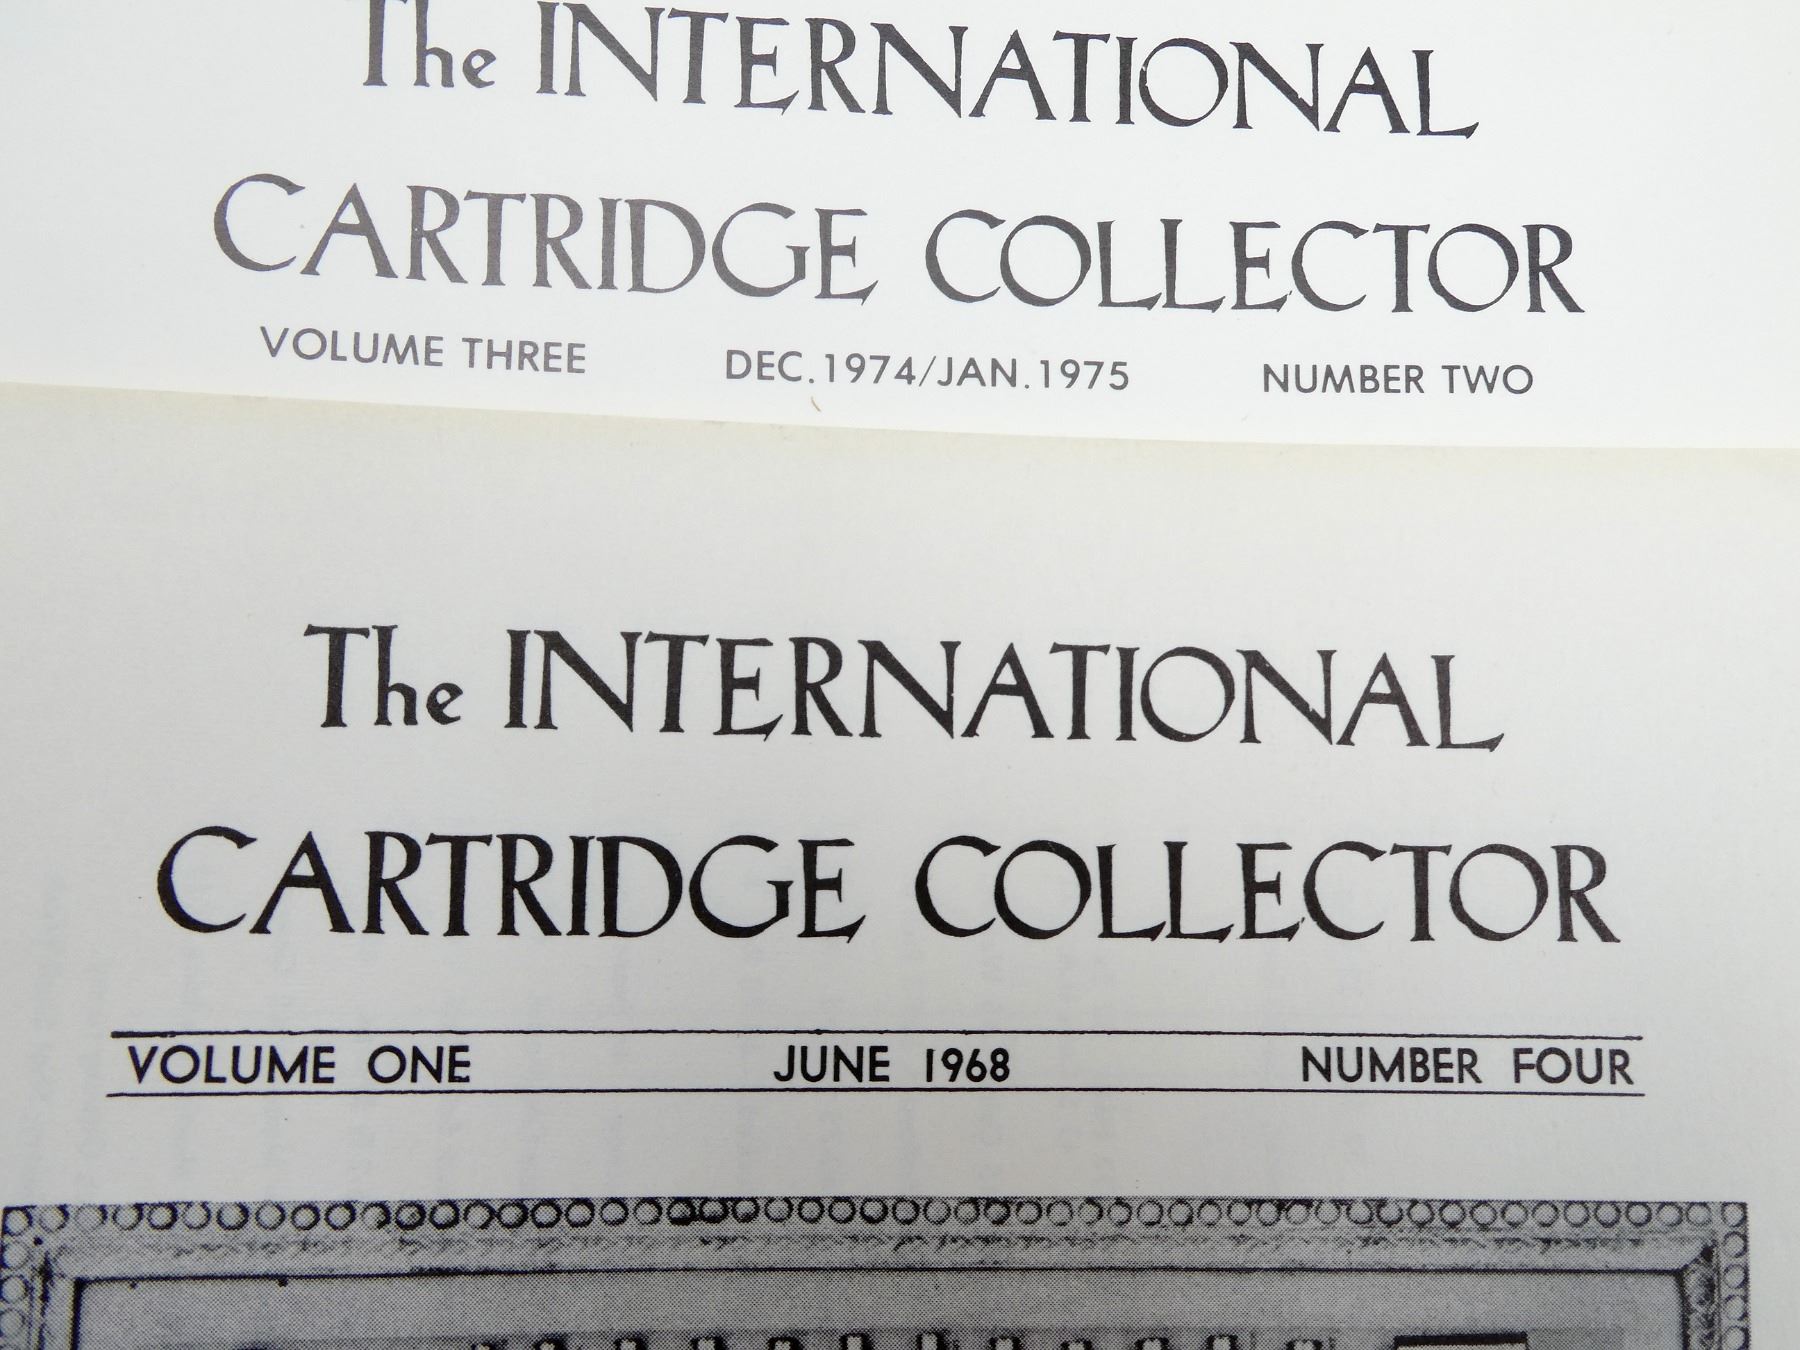 The INTERNATIONAL
CARTRIDGE COLLECTOR
VOLUME THREE DEC.1974/JAN.1975 NUMBER TWO
The INTERNATIONAL
CARTRIDGE COLLECTOR
VOLUME ONE JUNE 1968 NUMBER FOUR